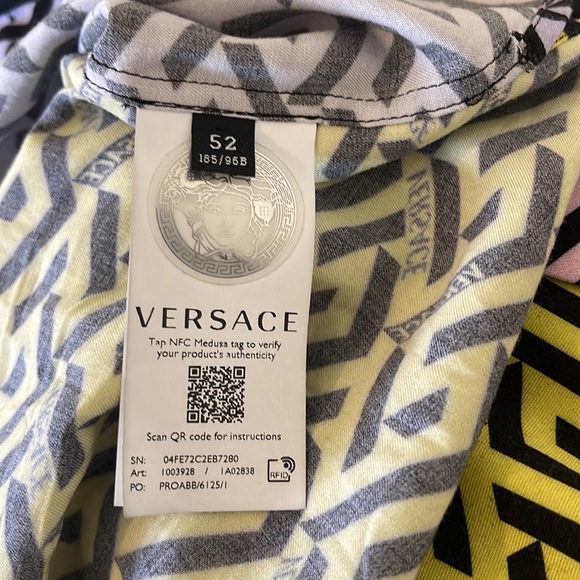 52
185/96B
VERSACE
Tap NFC Medusa tag to verify
your product's authenticity
Scan QR code for instructions
SN: 04FE72C2EB7280
Art: 1003928 / 1A02838
PO: PROABB/6125/1
RFID
VERSACE